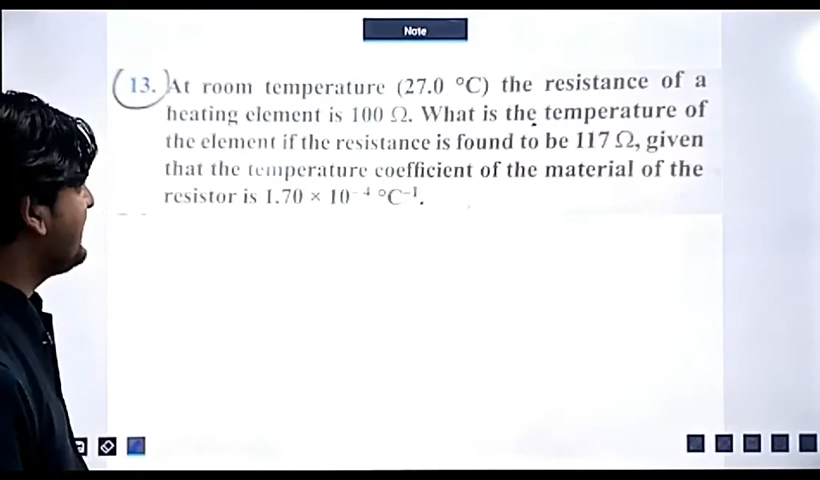 Note
13. At room temperature (27.0 °C) the resistance of a
heating element is 100 Ω. What is the temperature of
the element if the resistance is found to be 117 Ω, given
that the temperature coefficient of the material of the
resistor is 1.70 × 10⁻⁴ °C⁻¹.